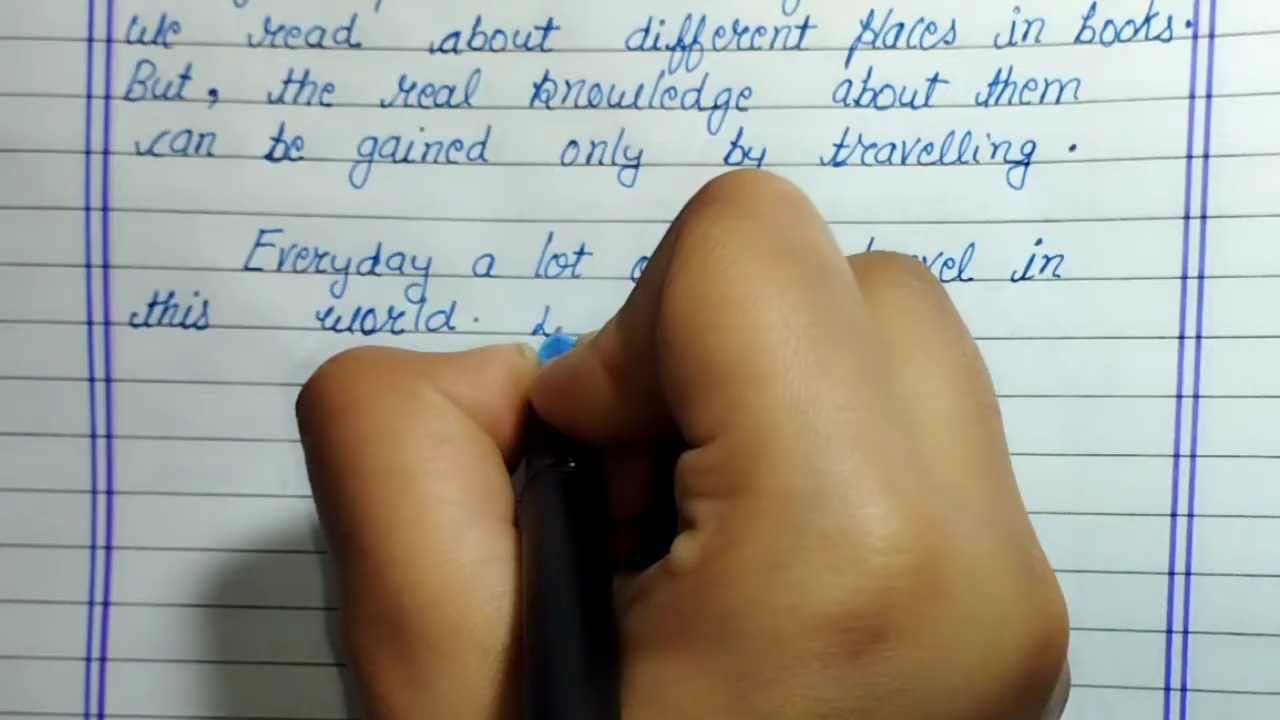 we read about different places in books.
But, the real knowledge about them
can be gained only by travelling.
Everyday a lot in
this world.